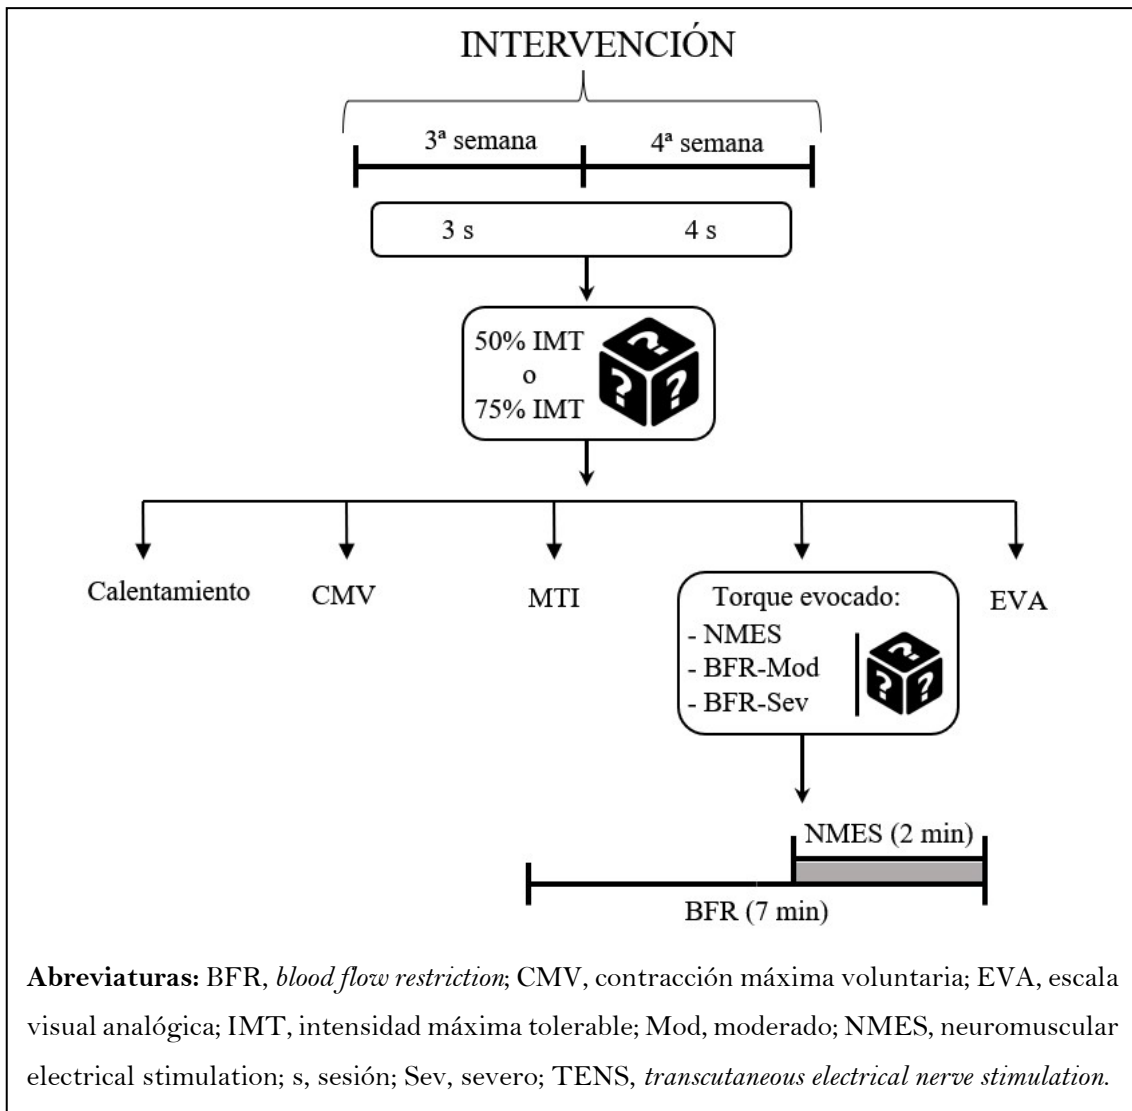 INTERVENCIÓN
3ª semana
4ª semana
3 s
4 s
50% IMT
o
75% IMT
?
?
?
Calentamiento
CMV
MTI
Torque evocado:
- NMES
- BFR-Mod
- BFR-Sev
?
?
?
EVA
NMES (2 min)
BFR (7 min)
Abreviaturas: BFR, blood flow restriction; CMV, contracción máxima voluntaria; EVA, escala
visual analógica; IMT, intensidad máxima tolerable; Mod, moderado; NMES, neuromuscular
electrical stimulation; s, sesión; Sev, severo; TENS, transcutaneous electrical nerve stimulation.